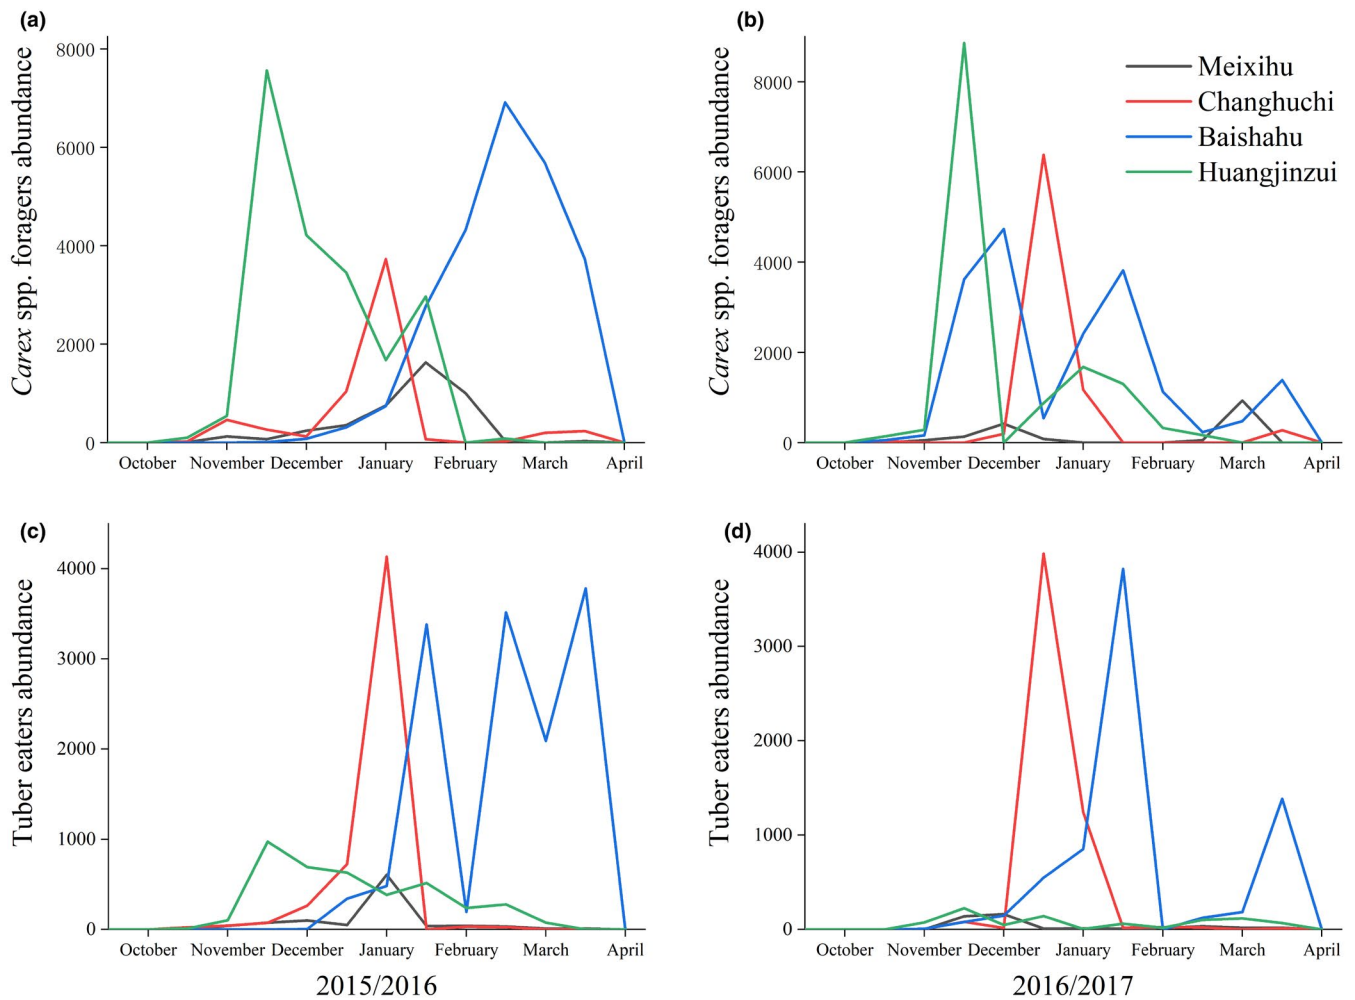 (a)
Carex spp. foragers abundance
8000
6000
4000
2000
0
October November December January February March April
(b)
Carex spp. foragers abundance
8000
6000
4000
2000
0
October November December January February March April
Meixihu
Changhuchi
Baishahu
Huangjinzui
(c)
Tuber eaters abundance
4000
3000
2000
1000
0
October November December January February March April
2015/2016
(d)
Tuber eaters abundance
4000
3000
2000
1000
0
October November December January February March April
2016/2017